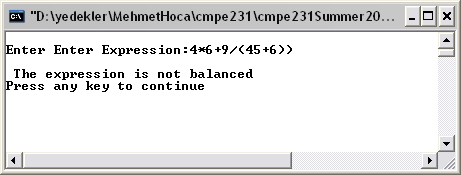 "D:\yedekler\MehmetHoca\cmpe231\cmpe231Summer20...
Enter Enter Expression:4*6+9/(45+6))
The expression is not balanced
Press any key to continue